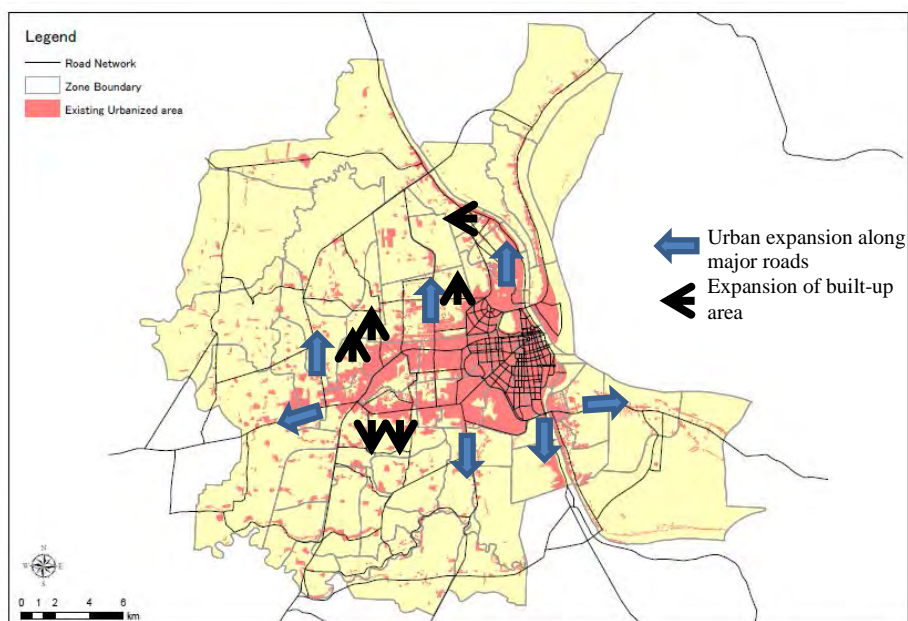 Legend
Road Network
Zone Boundary
Existing Urbanized area
Urban expansion along
major roads
Expansion of built-up
area
N
W E
S
0 1 2 4 6
km